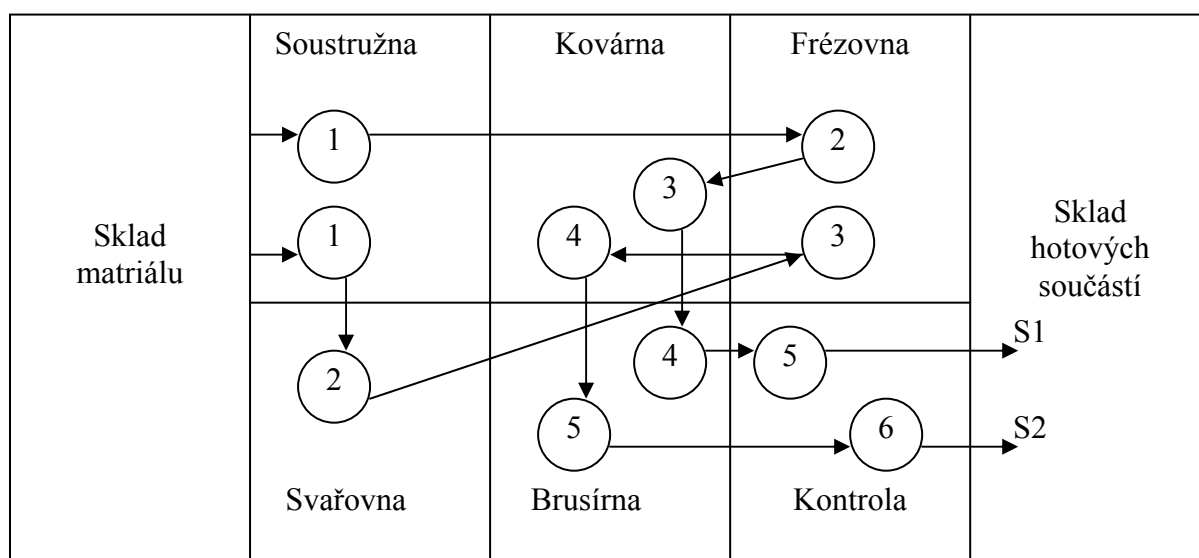 Soustružna
Kovárna
Frézovna
1
2
3
Sklad
matriálu
1
4
3
Sklad
hotových
součástí
2
4
5
S1
5
6
S2
Svařovna
Brusírna
Kontrola